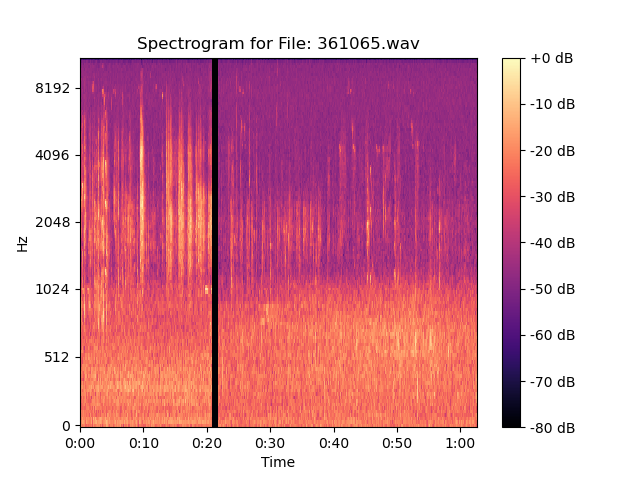 Spectrogram for File: 361065.wav
+0 dB
8192
-10 dB
4096
-20 dB
-30 dB
2048
Hz
-40 dB
1024
-50 dB
512
-60 dB
-70 dB
0
-80 dB
0:00 0:10 0:20 0:30 0:40 0:50 1:00
Time